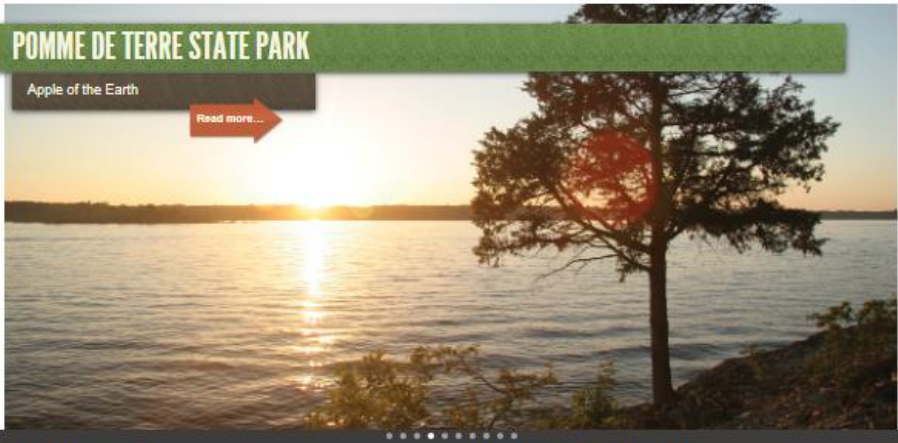 POMME DE TERRE STATE PARK
Apple of the Earth
Read more...